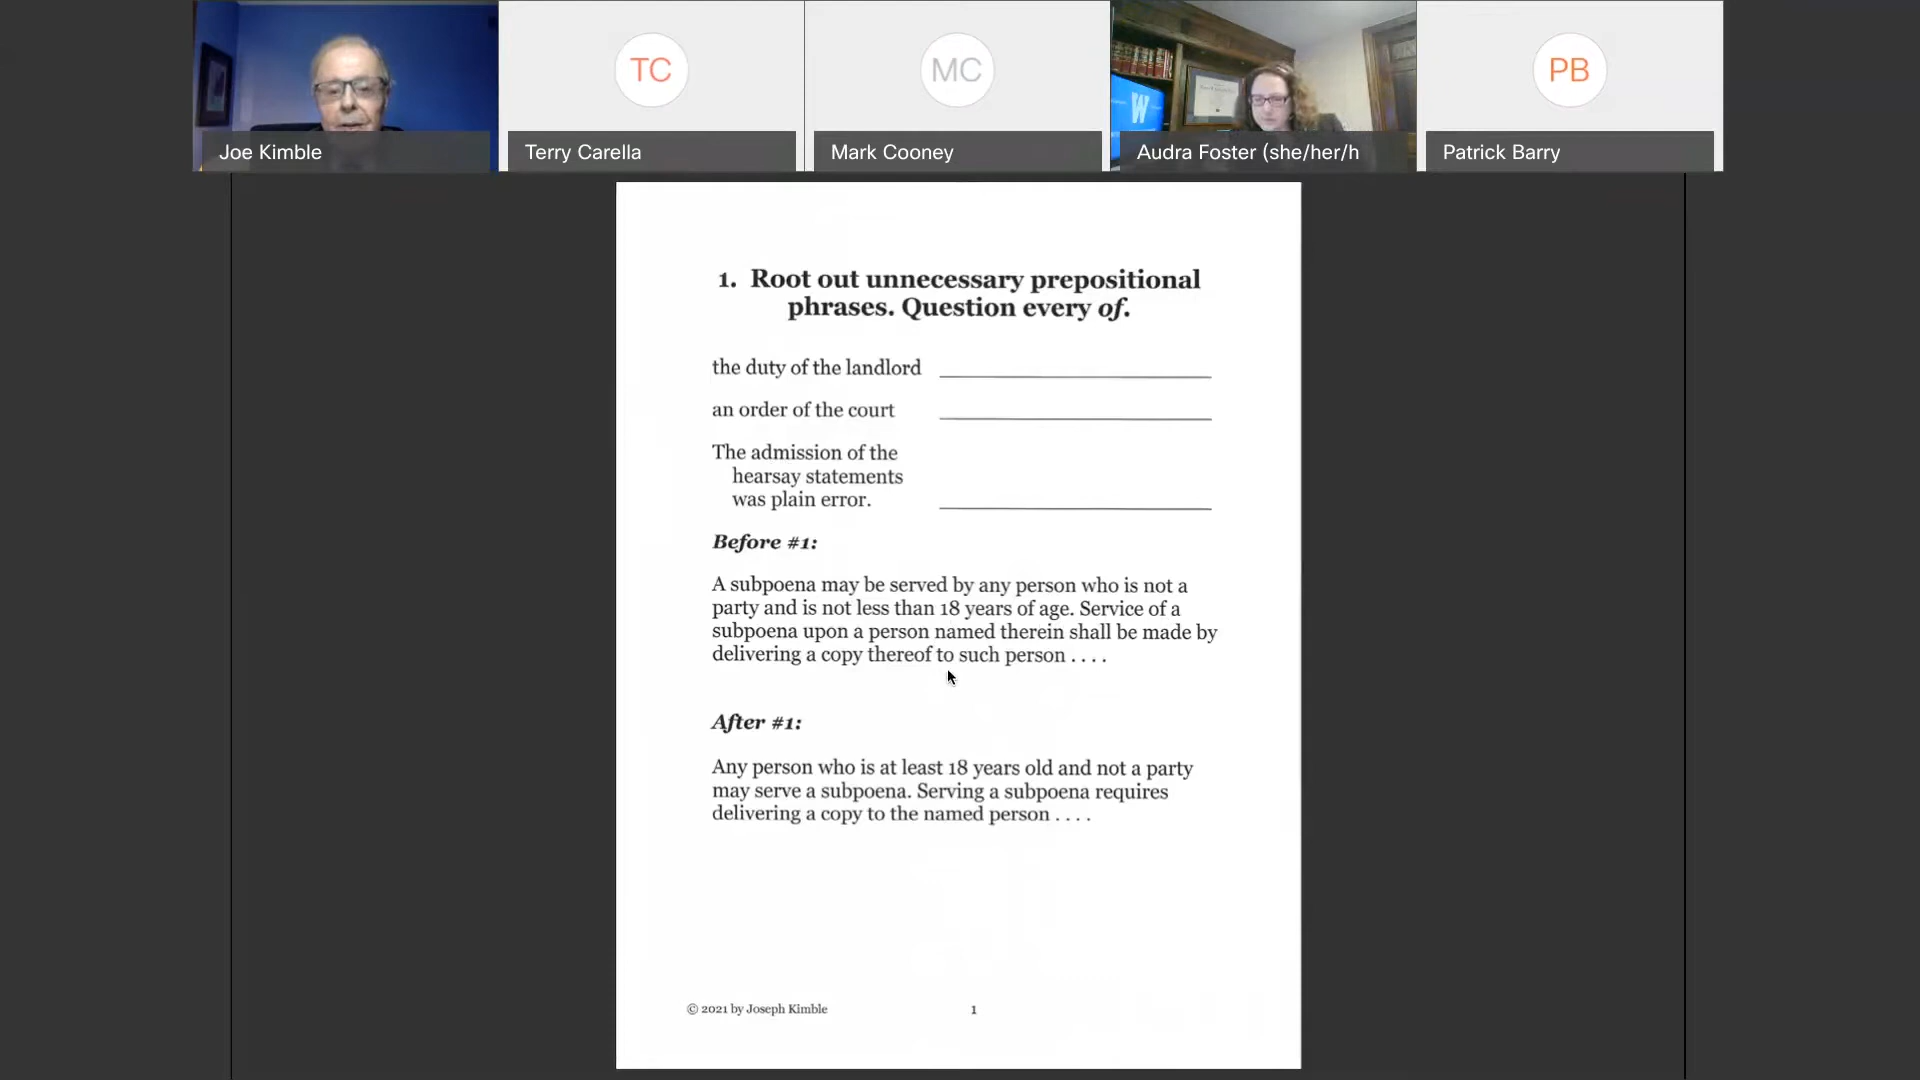 TC
MC
W
PB
Joe Kimble
Terry Carella
Mark Cooney
Audra Foster (she/her/h
Patrick Barry
1. Root out unnecessary prepositional
phrases. Question every of.
the duty of the landlord
an order of the court
The admission of the
hearsay statements
was plain error.
Before #1:
A subpoena may be served by any person who is not a
party and is not less than 18 years of age. Service of a
subpoena upon a person named therein shall be made by
delivering a copy thereof to such person . . . .
After #1:
Any person who is at least 18 years old and not a party
may serve a subpoena. Serving a subpoena requires
delivering a copy to the named person . . . .
© 2021 by Joseph Kimble
1